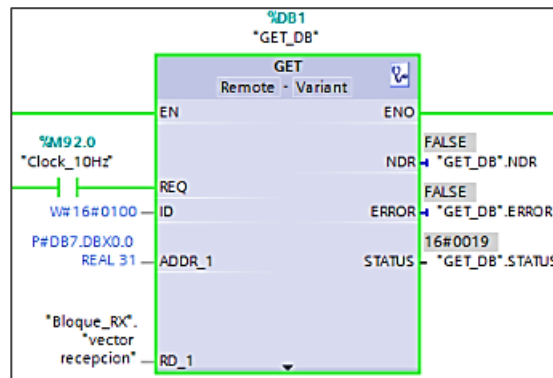 %DB1
"GET_DB"
GET
Remote - Variant
EN
ENO
%M92.0
"Clock_10Hz"
FALSE
NDR
"GET_DB".NDR
REQ
FALSE
W#16#0100
ID
ERROR
"GET_DB".ERROR
P#DB7.DBX0.0
REAL 31
ADDR_1
16#0019
STATUS
"GET_DB".STATUS
"Bloque_RX".
"vector
recepcion"
RD_1